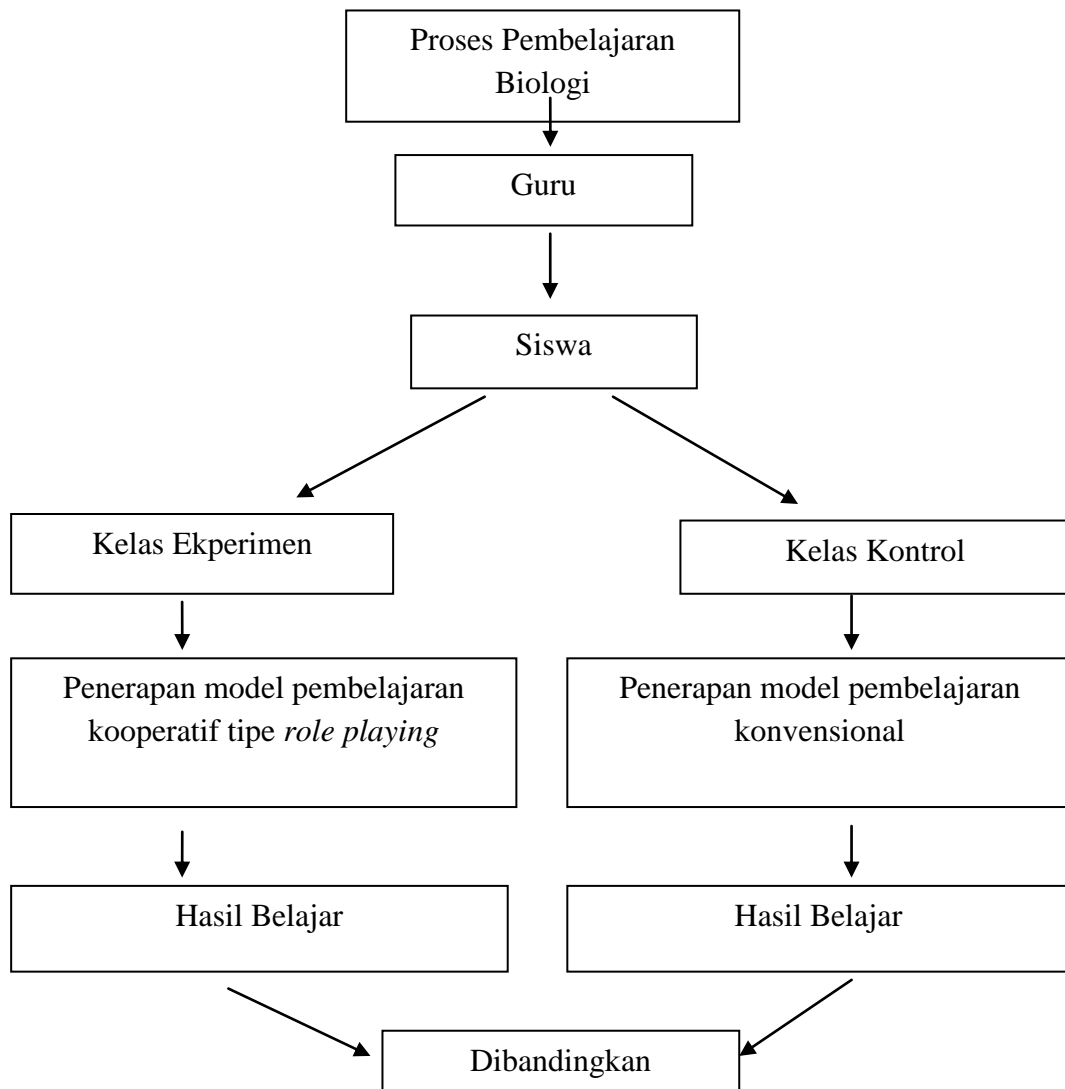 Proses Pembelajaran
Biologi
Guru
Siswa
Kelas Ekperimen
Kelas Kontrol
Penerapan model pembelajaran
kooperatif tipe role playing
Penerapan model pembelajaran
konvensional
Hasil Belajar
Hasil Belajar
Dibandingkan